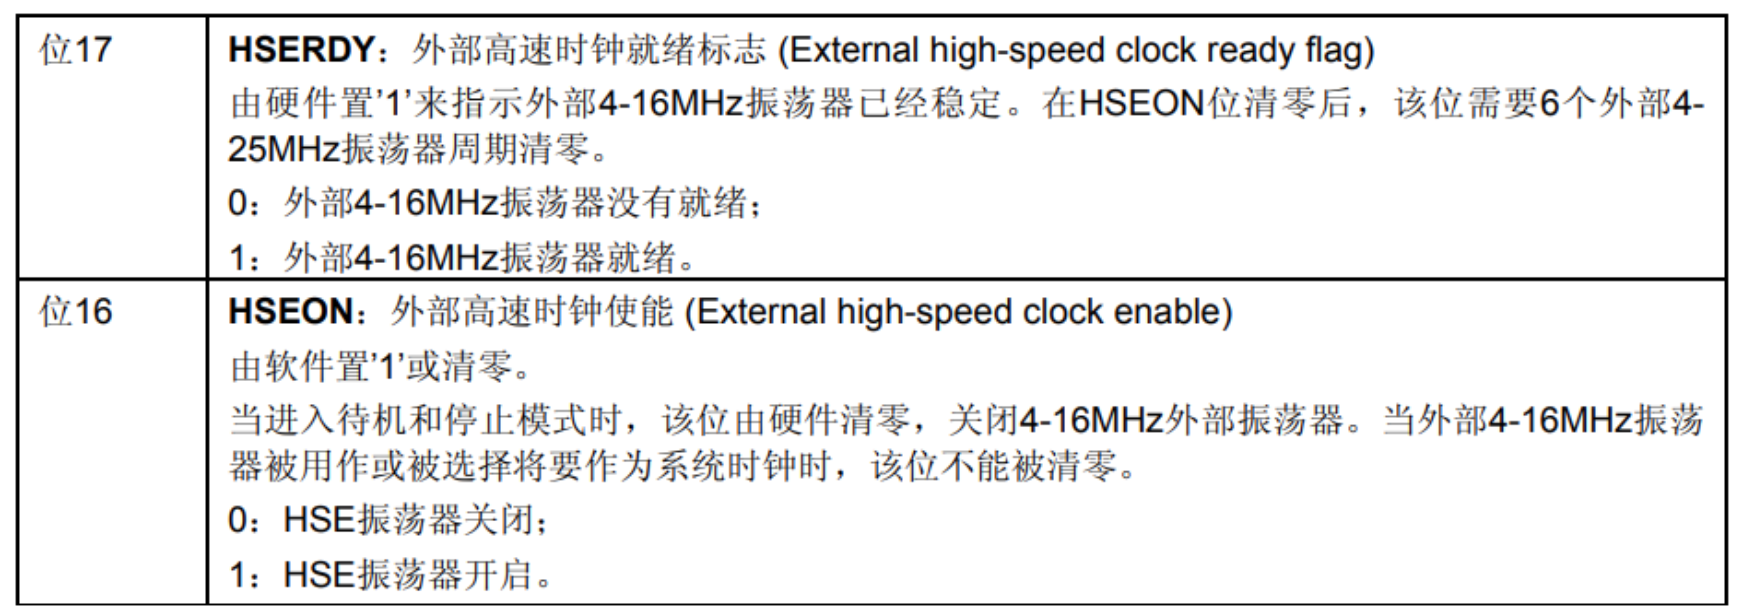 位17
HSERDY：外部高速时钟就绪标志 (External high-speed clock ready flag)
由硬件置’1’来指示外部4-16MHz振荡器已经稳定。在HSEON位清零后，该位需要6个外部4-
25MHz振荡器周期清零。
0：外部4-16MHz振荡器没有就绪；
1：外部4-16MHz振荡器就绪。
位16
HSEON：外部高速时钟使能 (External high-speed clock enable)
由软件置’1’或清零。
当进入待机和停止模式时，该位由硬件清零，关闭4-16MHz外部振荡器。当外部4-16MHz振荡
器被用作或被选择将要作为系统时钟时，该位不能被清零。
0：HSE振荡器关闭；
1：HSE振荡器开启。